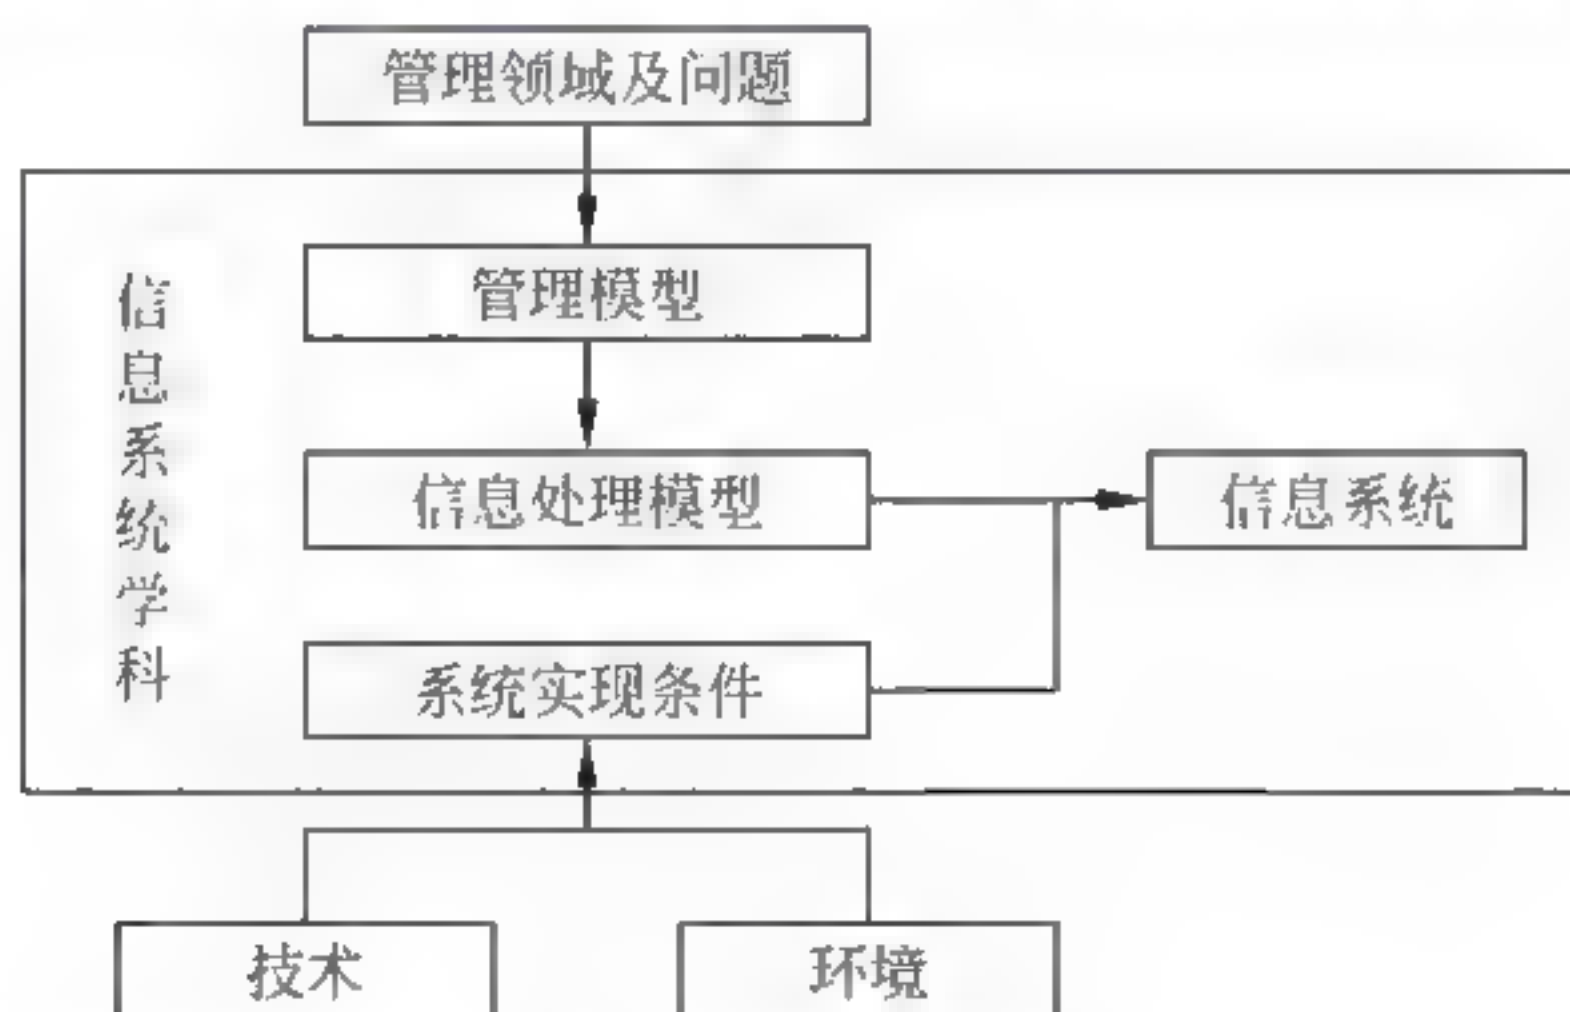 管理领域及问题
管理模型
信息系统学科
信息处理模型
信息系统
系统实现条件
技术
环境